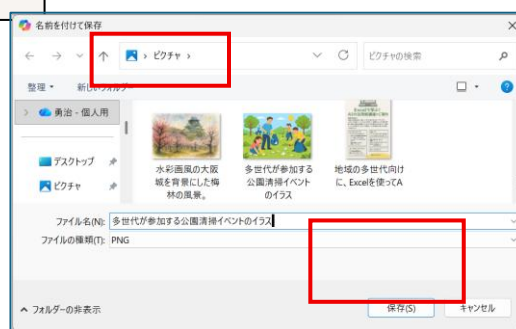 名前を付けて保存
ピクチャ
ピクチャの検索
整理
新しいフォルダー
勇治 - 個人用
デスクトップ
ピクチャ
水彩画風の大阪
城を背景にした梅
林の風景。
多世代が参加する
公園清掃イベント
のイラス
地域の多世代向け
に、Excelを使ってA
ファイル名(N): 多世代が参加する公園清掃イベントのイラス
ファイルの種類(T): PNG
フォルダーの非表示
保存(S)
キャンセル